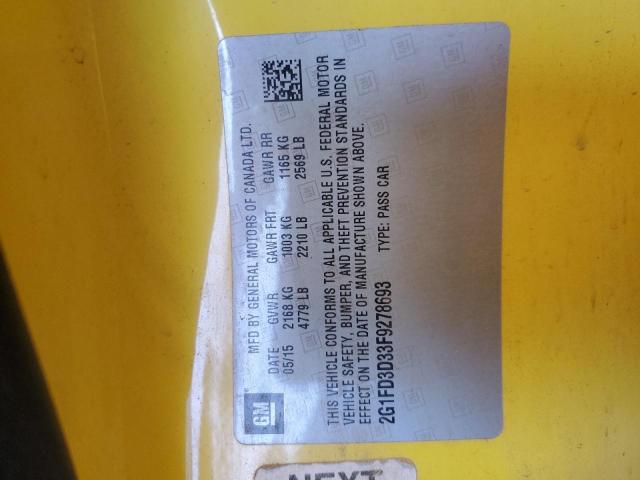 GM
MFD BY GENERAL MOTORS OF CANADA LTD.
DATE GVWR GAWR FRT GAWR RR
05/15 2168 KG 1003 KG 1165 KG
4779 LB 2210 LB 2569 LB
THIS VEHICLE CONFORMS TO ALL APPLICABLE U.S. FEDERAL MOTOR
VEHICLE SAFETY, BUMPER, AND THEFT PREVENTION STANDARDS IN
EFFECT ON THE DATE OF MANUFACTURE SHOWN ABOVE.
2G1FD3D33F9278693 TYPE: PASS CAR
NEXT